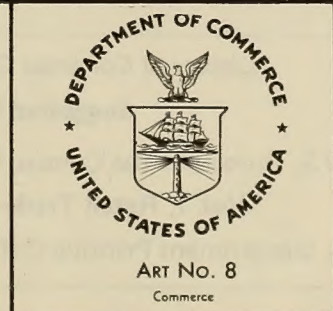 DEPARTMENT OF COMMERCE
★ UNITED STATES OF AMERICA ★
ART NO. 8
Commerce